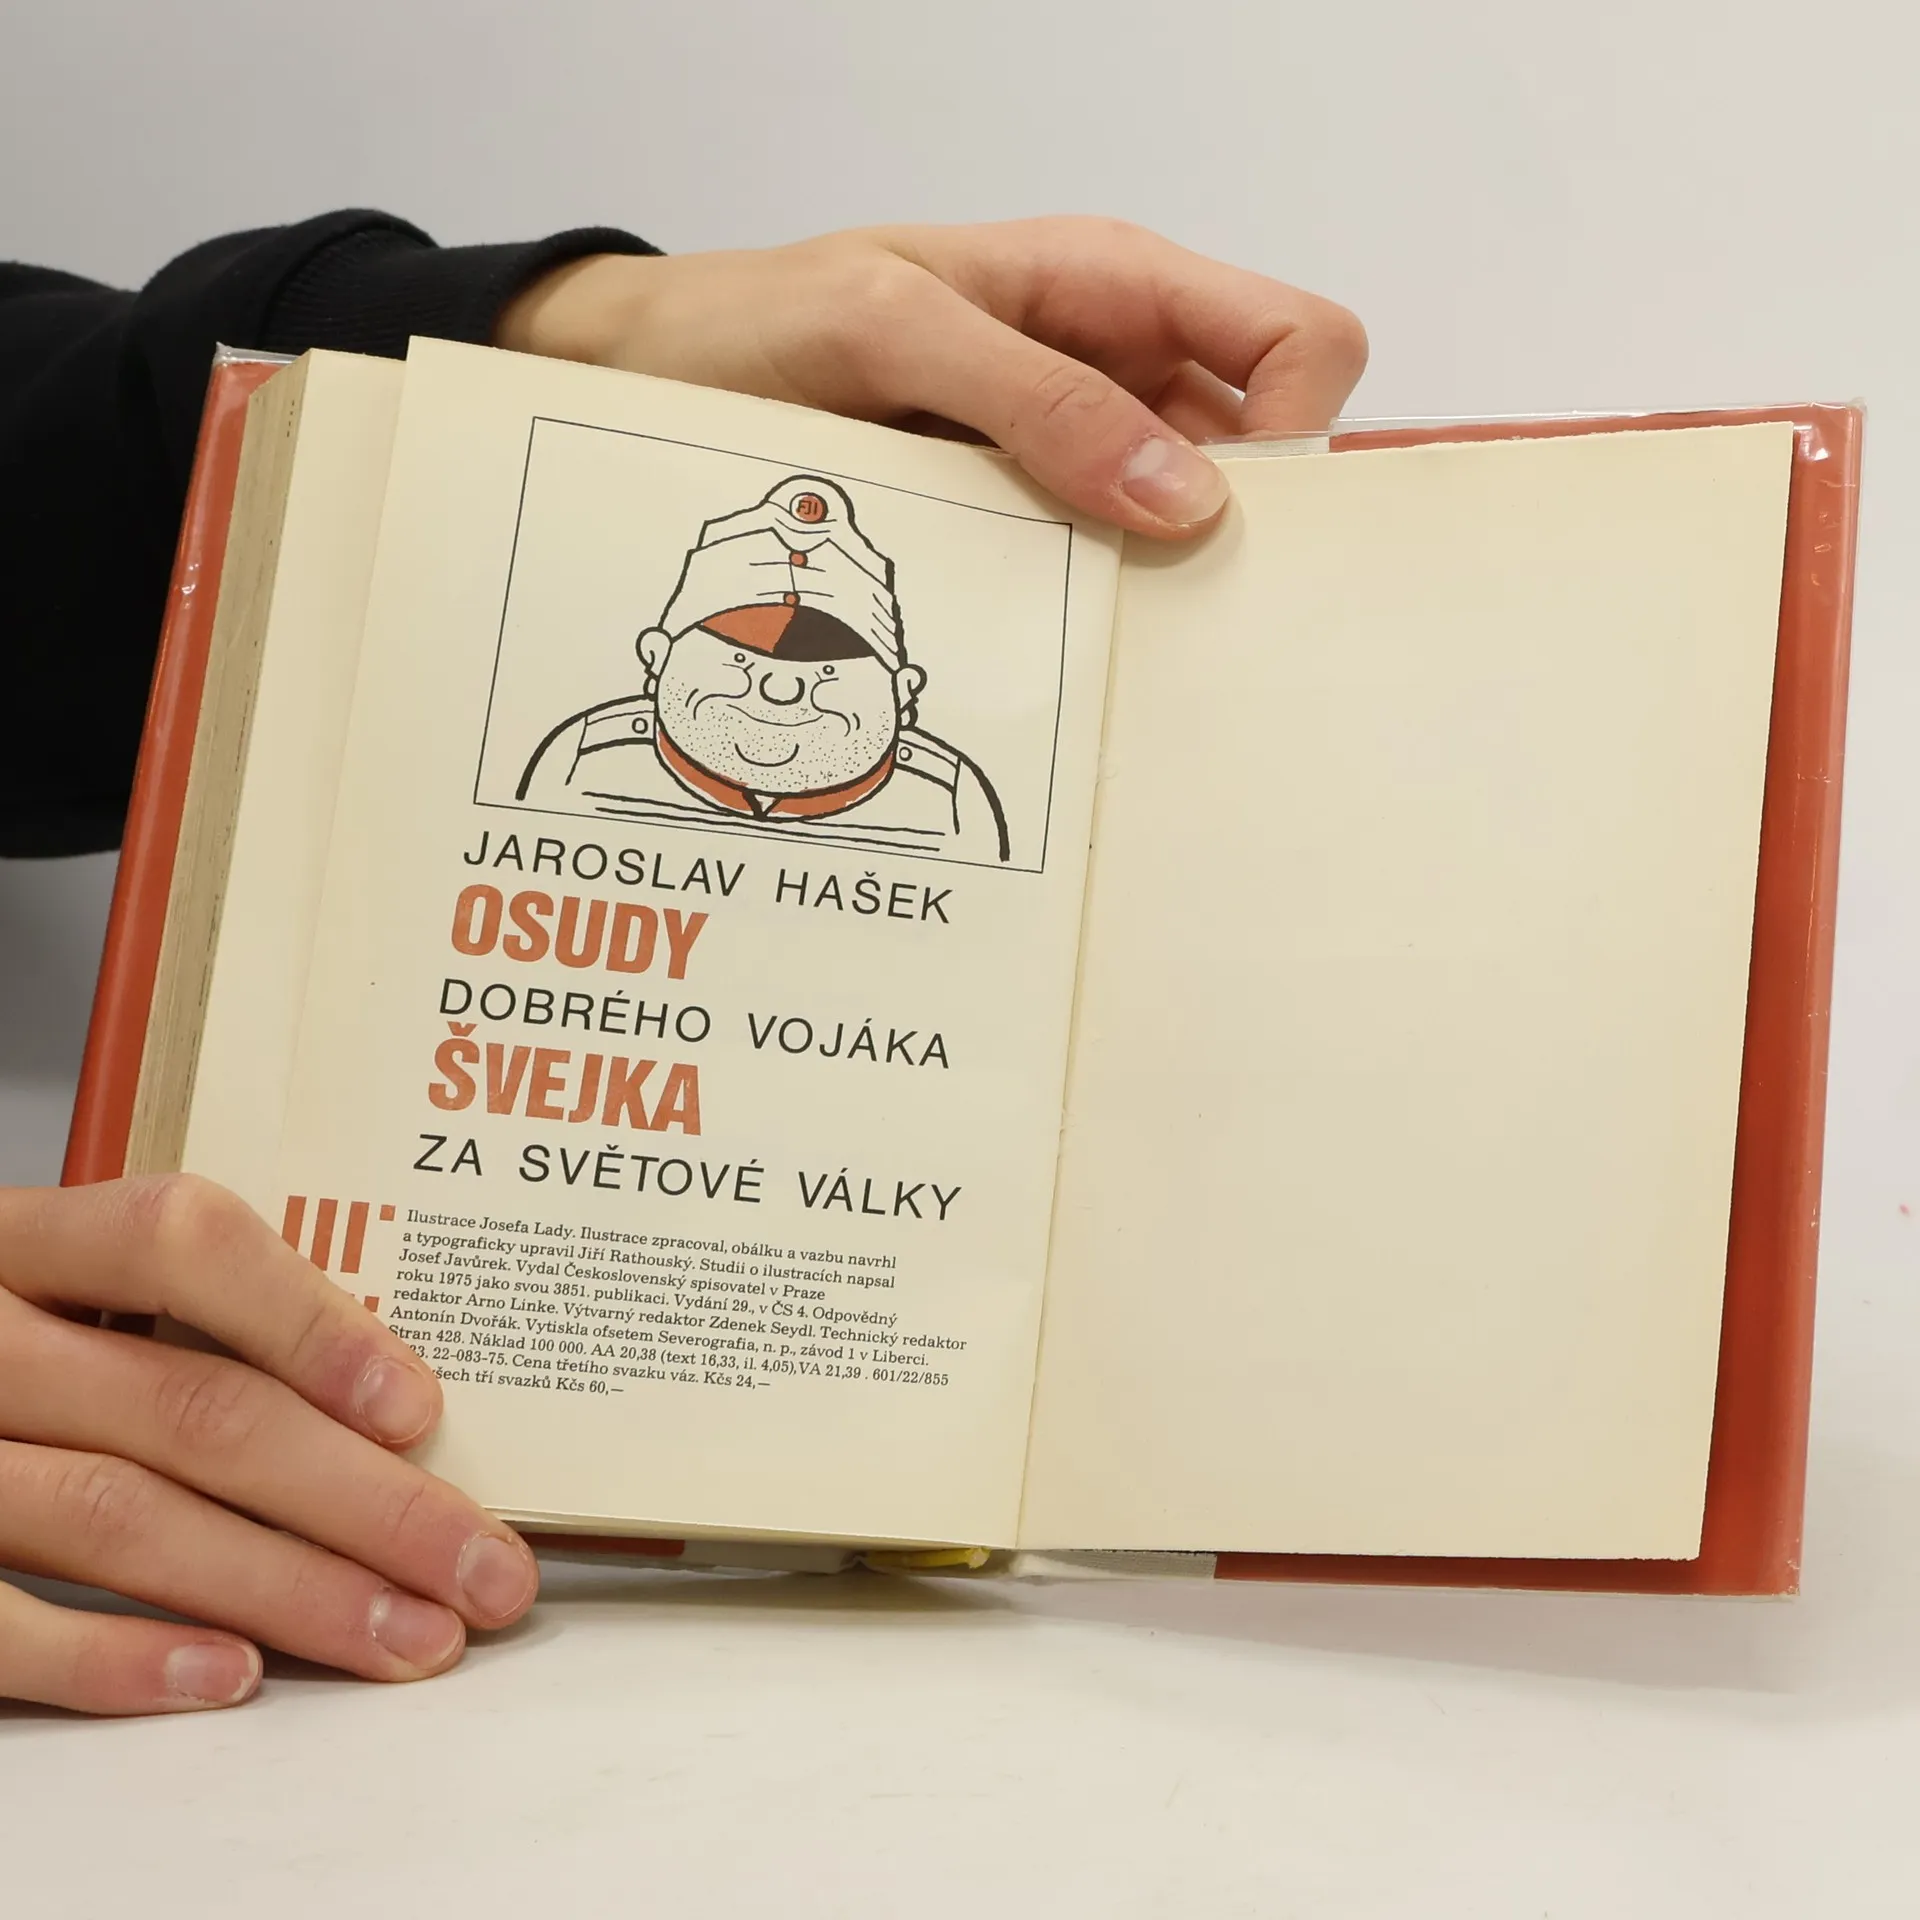 FJI
JAROSLAV HAŠEK
OSUDY
DOBRÉHO VOJÁKA
ŠVEJKA
ZA SVĚTOVÉ VÁLKY
III.
Ilustrace Josefa Lady. Ilustrace zpracoval, obálku a vazbu navrhl
a typograficky upravil Jiří Rathouský. Studii o ilustracích napsal
Josef Javůrek. Vydal Československý spisovatel v Praze
roku 1975 jako svou 3851. publikaci. Vydání 29., v ČS 4. Odpovědný
redaktor Arno Linke. Výtvarný redaktor Zdenek Seydl. Technický redaktor
Antonín Dvořák. Vytiskla ofsetem Severografia, n. p., závod 1 v Liberci.
Stran 428. Náklad 100 000. AA 20,38 (text 16,33, il. 4,05), VA 21,39 . 601/22/855
22-083-75. Cena třetího svazku váz. Kčs 24,—
tří svazků Kčs 60,—